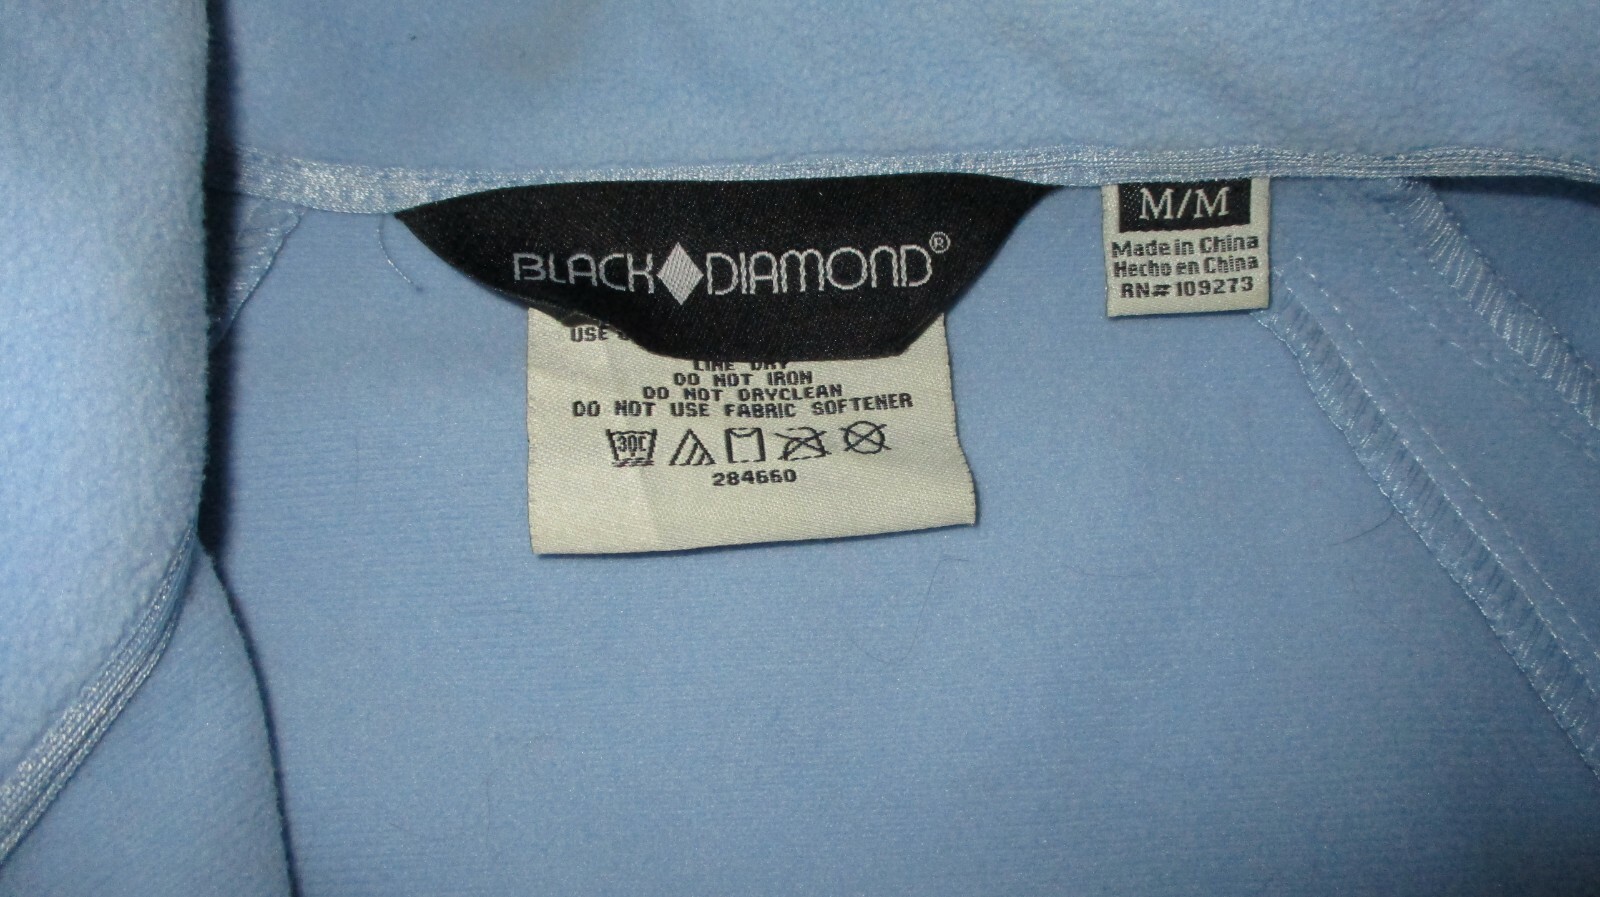 BLACK♦DIAMOND®
M/M
Made in China
Hecho en China
RN# 109273
USE
LINE DRY
DO NOT IRON
DO NOT DRYCLEAN
DO NOT USE FABRIC SOFTENER
30C
284660